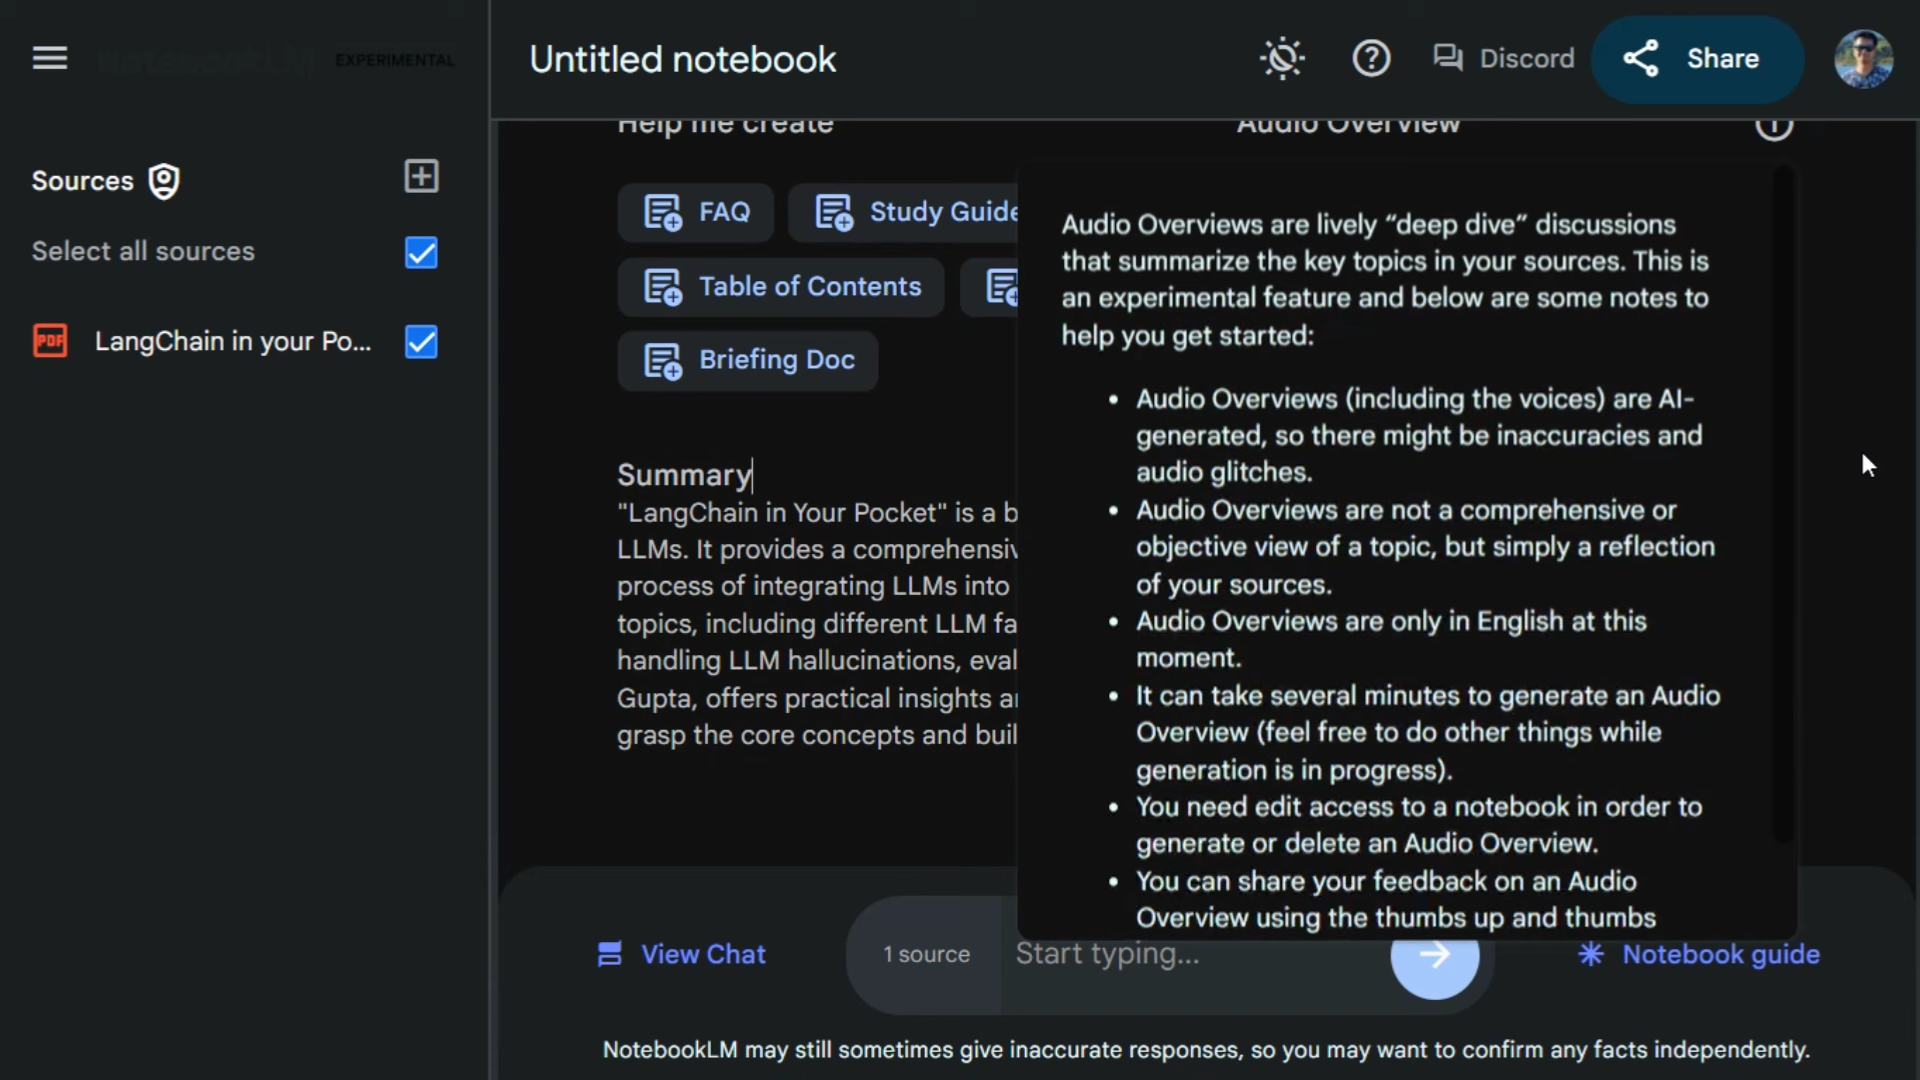 NotebookLM EXPERIMENTAL
Untitled notebook
Discord
Share
Sources
Select all sources
PDF LangChain in your Po...
Help me create
Audio Overview
FAQ
Study Guide
Table of Contents
Briefing Doc
Summary
"LangChain in Your Pocket" is a b
LLMs. It provides a comprehensiv
process of integrating LLMs into
topics, including different LLM fa
handling LLM hallucinations, eval
Gupta, offers practical insights a
grasp the core concepts and buil
Audio Overviews are lively “deep dive” discussions
that summarize the key topics in your sources. This is
an experimental feature and below are some notes to
help you get started:
• Audio Overviews (including the voices) are AI-
generated, so there might be inaccuracies and
audio glitches.
• Audio Overviews are not a comprehensive or
objective view of a topic, but simply a reflection
of your sources.
• Audio Overviews are only in English at this
moment.
• It can take several minutes to generate an Audio
Overview (feel free to do other things while
generation is in progress).
• You need edit access to a notebook in order to
generate or delete an Audio Overview.
• You can share your feedback on an Audio
Overview using the thumbs up and thumbs
View Chat
1 source
Start typing...
Notebook guide
NotebookLM may still sometimes give inaccurate responses, so you may want to confirm any facts independently.